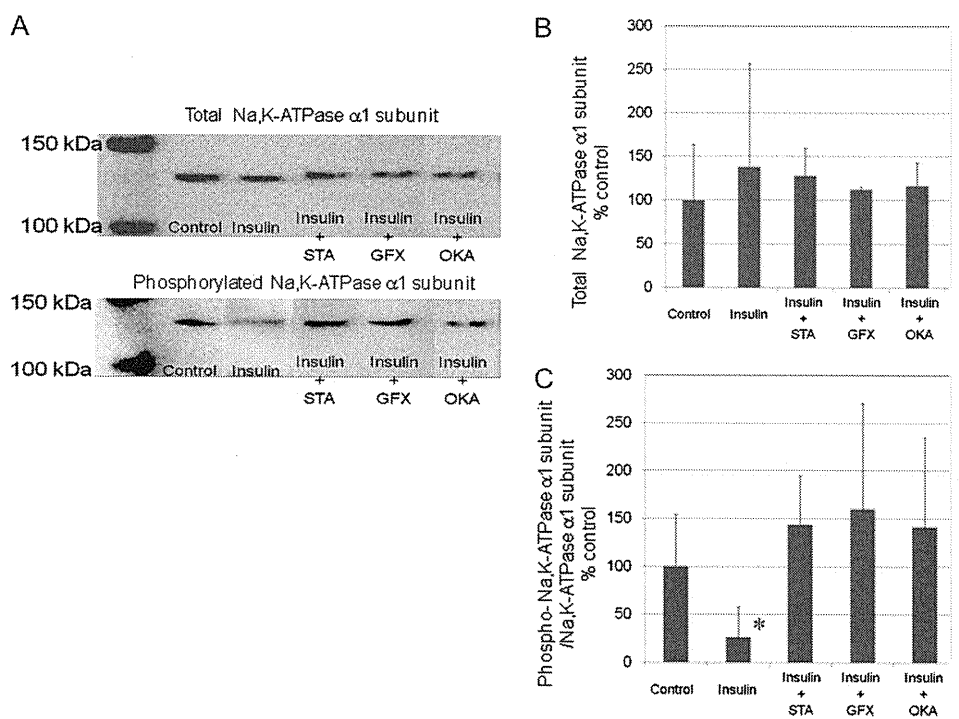 A
Total Na,K-ATPase α1 subunit
150 kDa
100 kDa
Control
Insulin
Insulin
+
STA
Insulin
+
GFX
Insulin
+
OKA
Phosphorylated Na,K-ATPase α1 subunit
150 kDa
100 kDa
Control
Insulin
Insulin
+
STA
Insulin
+
GFX
Insulin
+
OKA
B
Total Na,K-ATPase α1 subunit
% control
300
250
200
150
100
50
0
Control
Insulin
Insulin
+
STA
Insulin
+
GFX
Insulin
+
OKA
C
Phospho-Na,K-ATPase α1 subunit
/Na,K-ATPase α1 subunit
% control
300
250
200
150
100
50
0
*
Control
Insulin
Insulin
+
STA
Insulin
+
GFX
Insulin
+
OKA